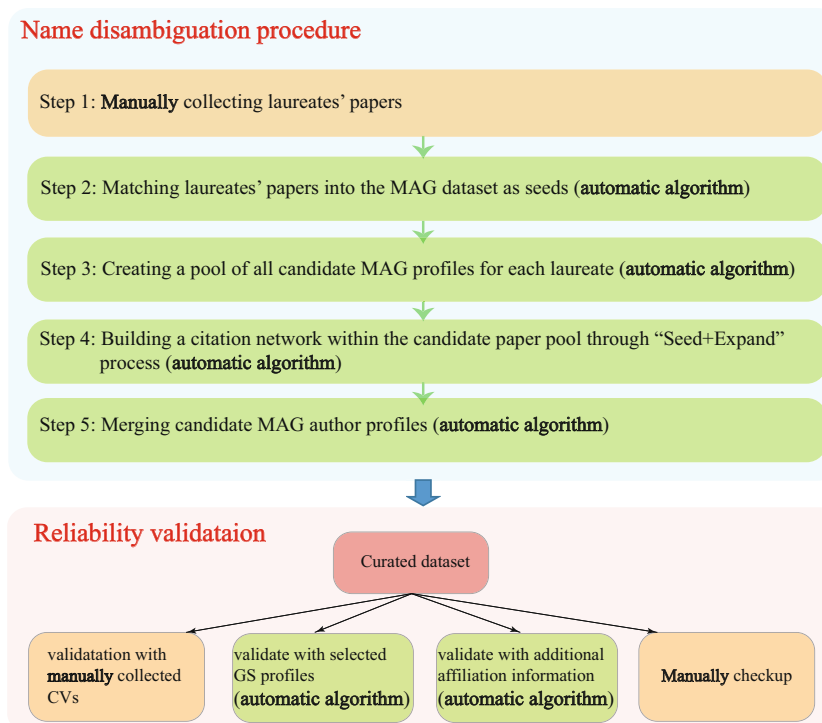 Name disambiguation procedure
Step 1: Manually collecting laureates’ papers
Step 2: Matching laureates’ papers into the MAG dataset as seeds (automatic algorithm)
Step 3: Creating a pool of all candidate MAG profiles for each laureate (automatic algorithm)
Step 4: Building a citation network within the candidate paper pool through “Seed+Expand”
process (automatic algorithm)
Step 5: Merging candidate MAG author profiles (automatic algorithm)
Reliability validataion
Curated dataset
validatation with
manually collected
CVs
validate with selected
GS profiles
(automatic algorithm)
validate with additional
affiliation information
(automatic algorithm)
Manually checkup